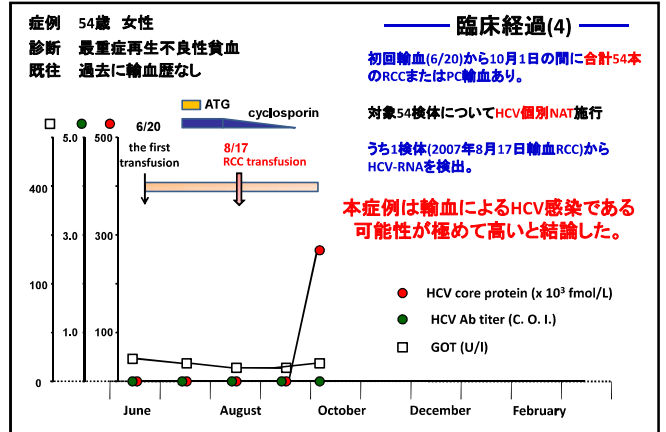 症例 54歳 女性
診断 最重症再生不良性貧血
既往 過去に輸血歴なし
臨床経過(4)
初回輸血(6/20)から10月1日の間に合計54本
のRCCまたはPC輸血あり。
対象54検体についてHCV個別NAT施行
うち1検体(2007年8月17日輸血RCC)から
HCV-RNAを検出。
本症例は輸血によるHCV感染である
可能性が極めて高いと結論した。
ATG
cyclosporin
6/20
the first
transfusion
8/17
RCC transfusion
5.0
500
400
3.0
300
100
1.0
100
0
0
0
HCV core protein (x 10³ fmol/L)
HCV Ab titer (C. O. I.)
GOT (U/l)
June
August
October
December
February